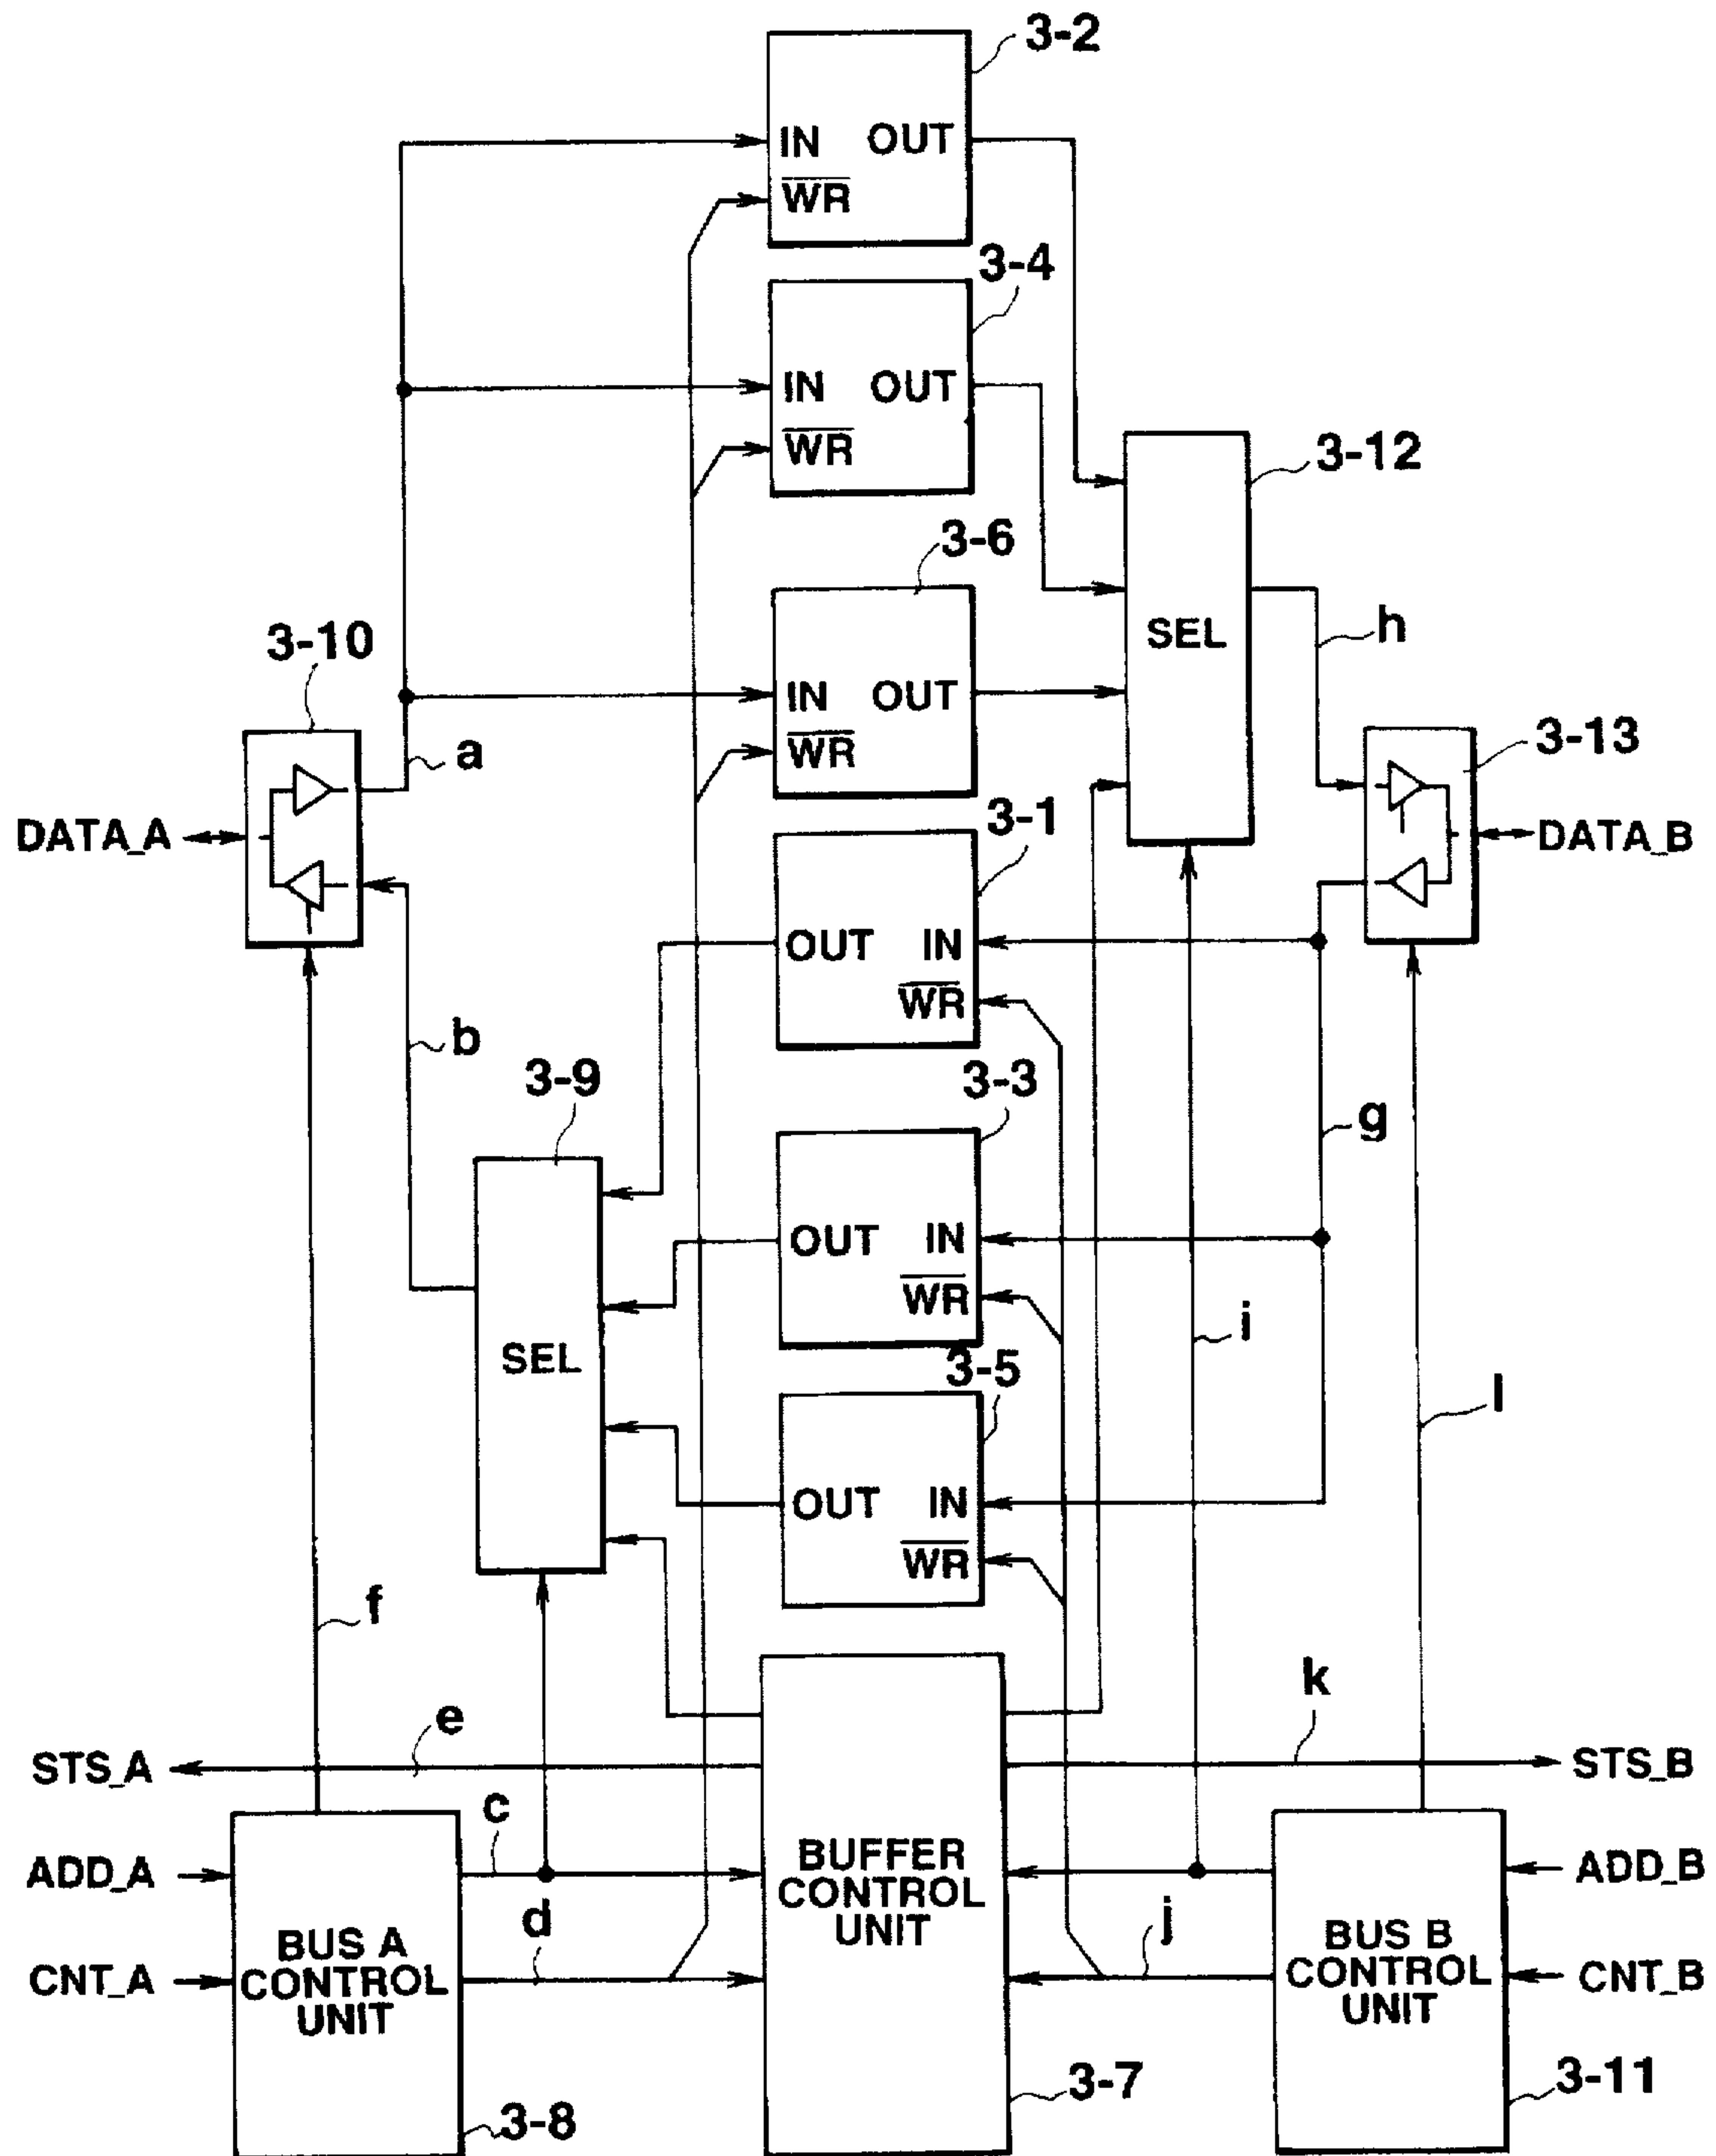 3-2
IN OUT
WR
3-4
IN OUT
WR
3-12
3-6
SEL
h
3-10
IN OUT
WR
a
3-13
DATA_A
DATA_B
3-1
OUT IN
WR
b
3-9
3-3
g
OUT IN
WR
i
SEL
3-5
l
OUT IN
WR
f
k
e
STS_A
STS_B
c
ADD_A
BUFFER
CONTROL
UNIT
ADD_B
d
j
BUS A
CONTROL
UNIT
BUS B
CONTROL
UNIT
CNT_A
CNT_B
3-7
3-11
3-8